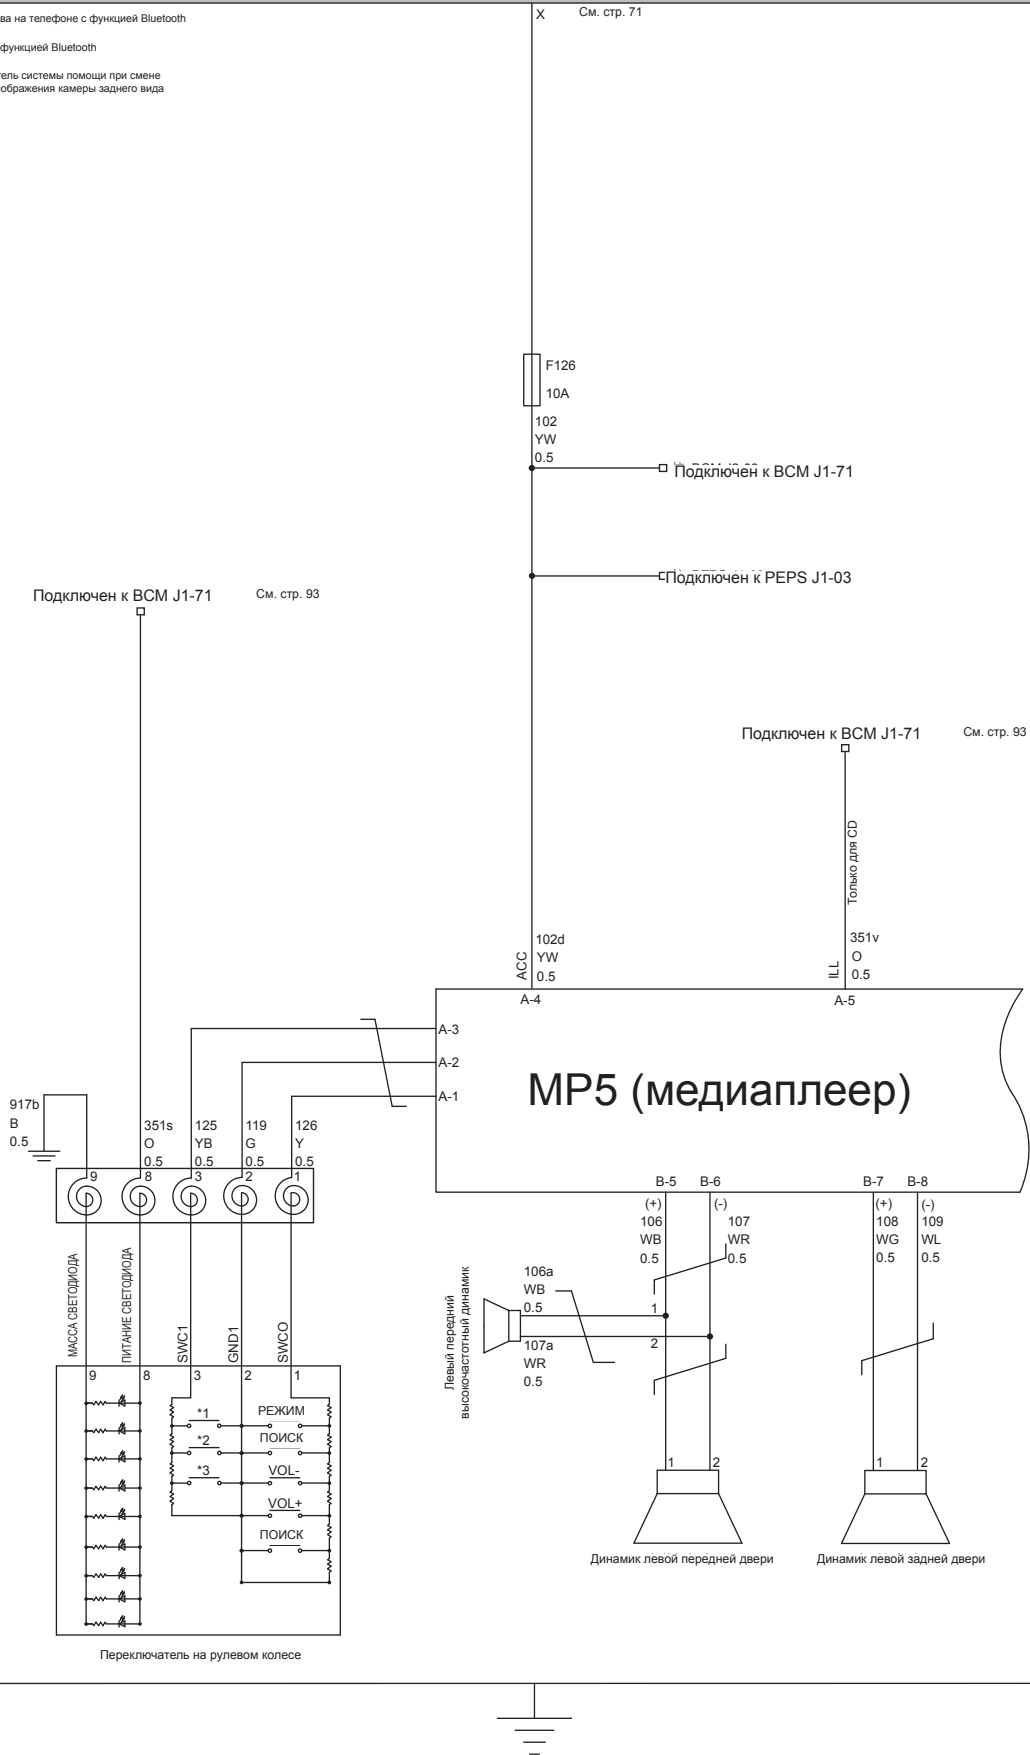 ва на телефоне с функцией Bluetooth
функцией Bluetooth
тель системы помощи при смене
ображения камеры заднего вида
X
См. стр. 71
F126
10A
102
YW
0.5
Подключен к BCM J1-71
Подключен к PEPS J1-03
Подключен к BCM J1-71
См. стр. 93
Подключен к BCM J1-71
См. стр. 93
Только для CD
ACC
102d
YW
0.5
ILL
351v
O
0.5
A-4
A-5
A-3
A-2
A-1
MP5 (медиаплеер)
917b
B
0.5
351s
O
0.5
125
YB
0.5
119
G
0.5
126
Y
0.5
9
8
3
2
1
B-5
B-6
B-7
B-8
(+)
106
WB
0.5
(-)
107
WR
0.5
(+)
108
WG
0.5
(-)
109
WL
0.5
МАССА СВЕТОДИОДА
ПИТАНИЕ СВЕТОДИОДА
SWC1
GND1
SWCO
Левый передний
высокочастотный динамик
106a
WB
0.5
1
107a
WR
0.5
2
9
8
3
2
1
*1
РЕЖИМ
*2
ПОИСК
*3
VOL-
VOL+
ПОИСК
1
2
1
2
Динамик левой передней двери
Динамик левой задней двери
Переключатель на рулевом колесе